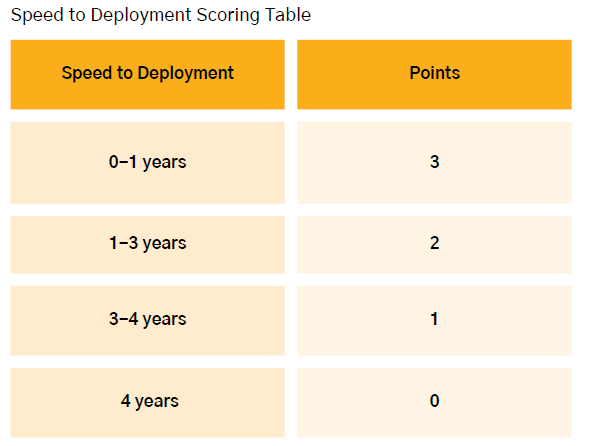 Speed to Deployment Scoring Table
Speed to Deployment Points
0–1 years 3
1–3 years 2
3–4 years 1
4 years 0